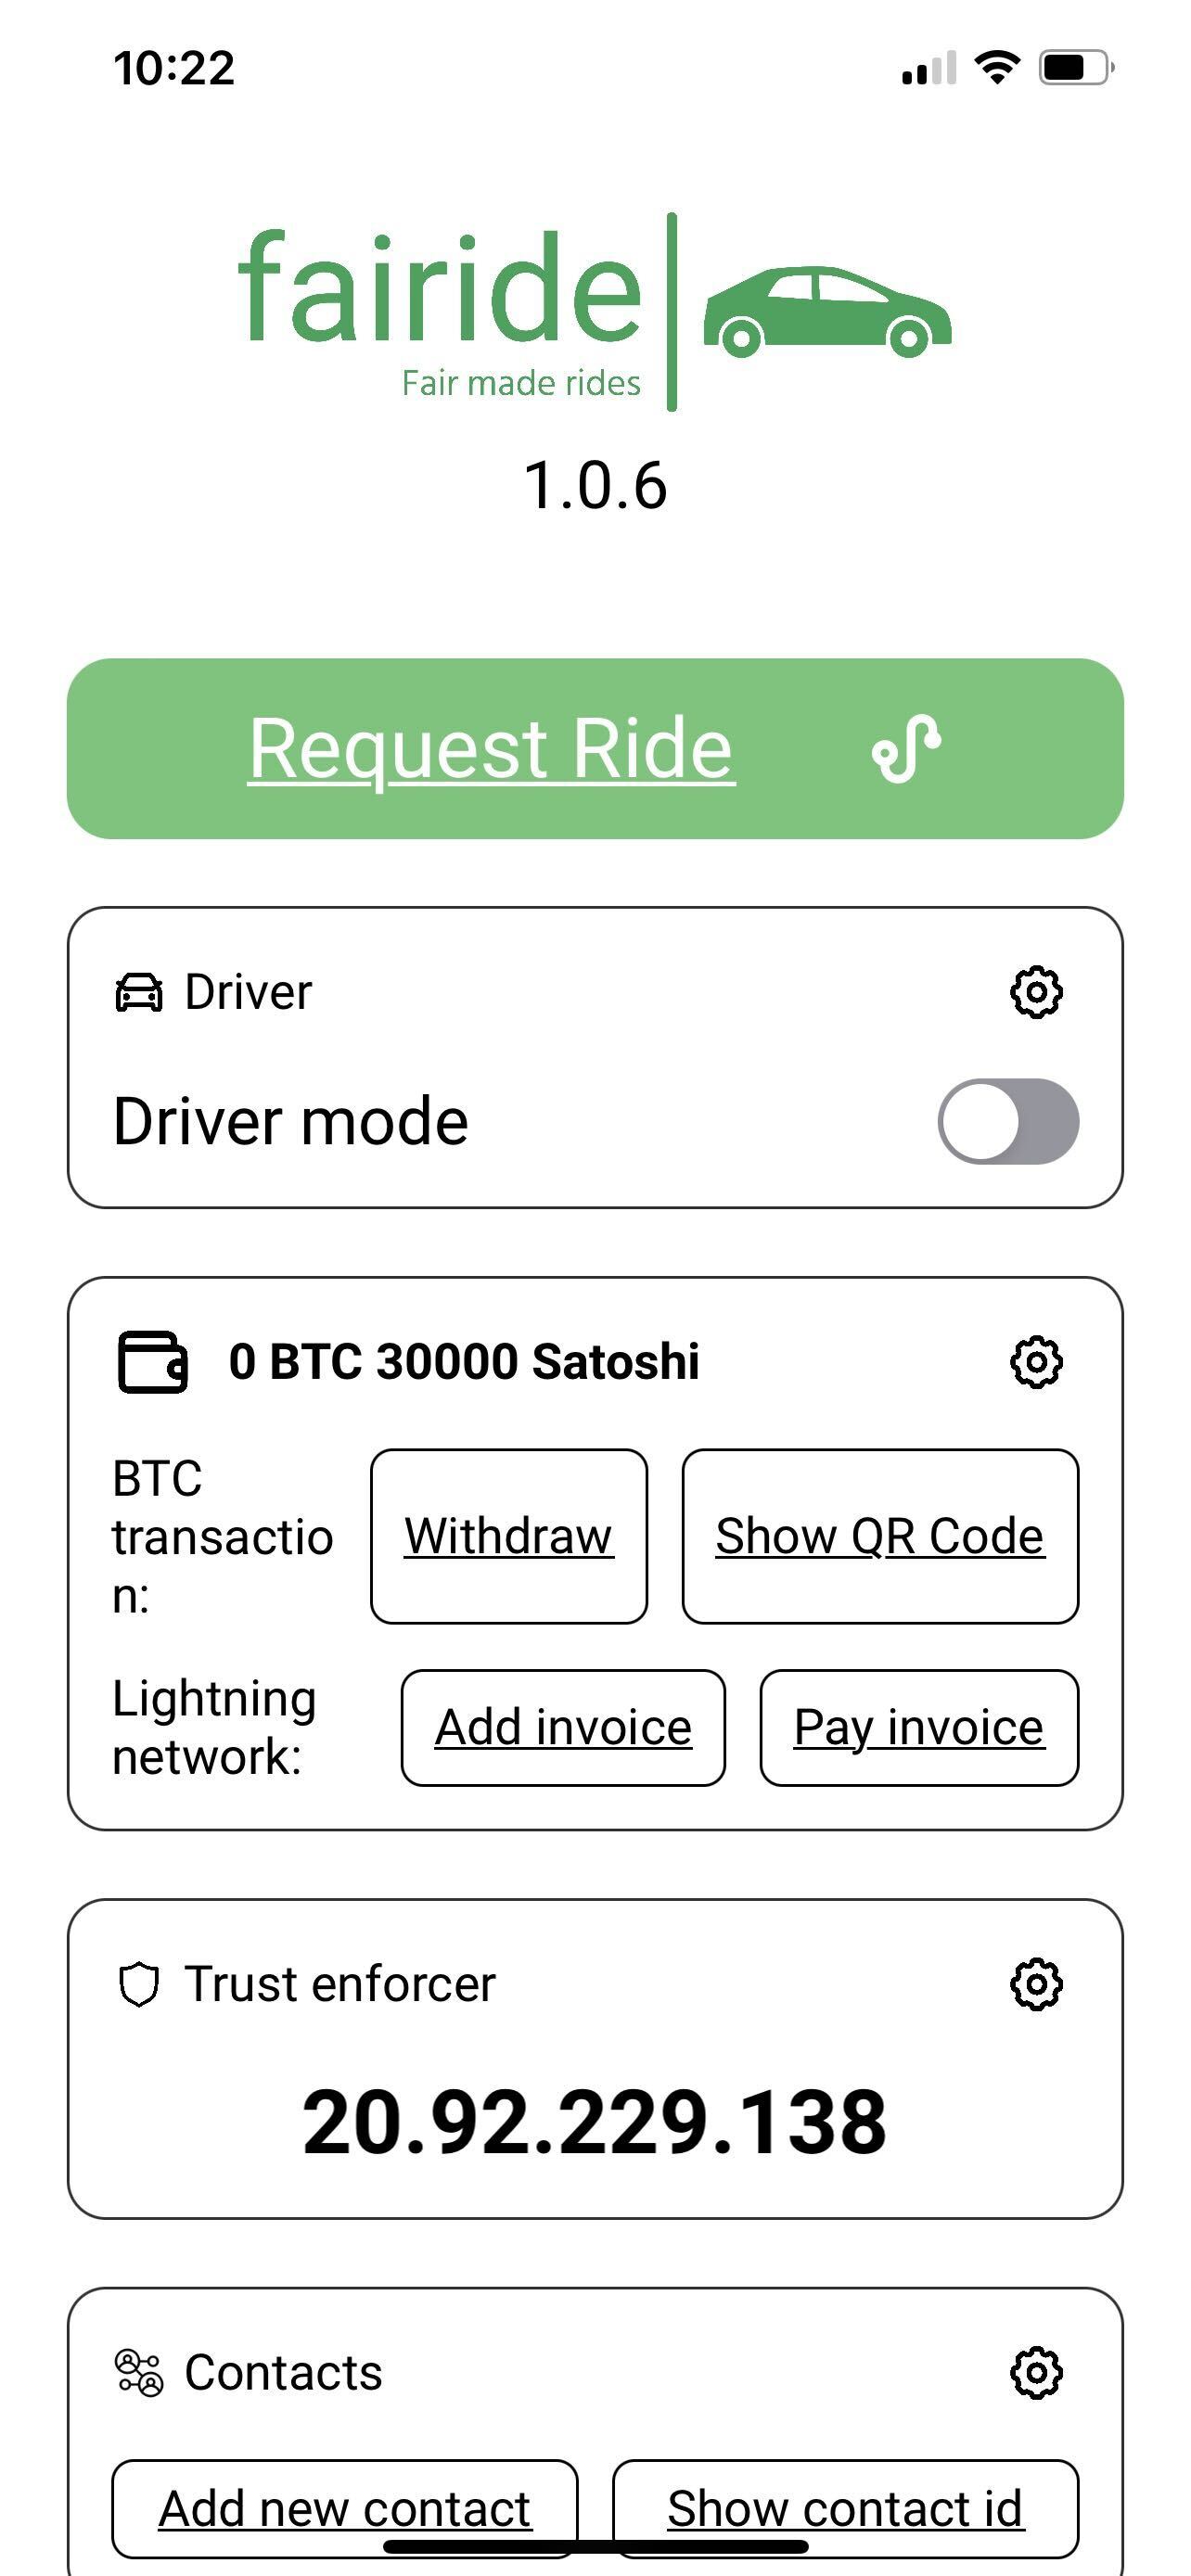 10:22
fairide
Fair made rides
1.0.6
Request Ride
Driver
Driver mode
0 BTC 30000 Satoshi
BTC
transactio
n:
Withdraw
Show QR Code
Lightning
network:
Add invoice
Pay invoice
Trust enforcer
20.92.229.138
Contacts
Add new contact
Show contact id